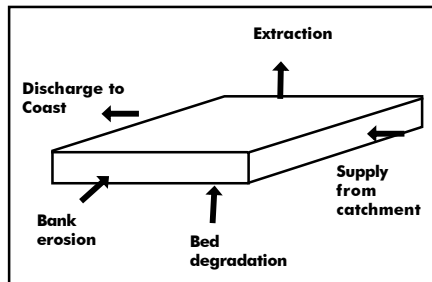 Extraction
Discharge to
Coast
Supply
from
catchment
Bank
erosion
Bed
degradation